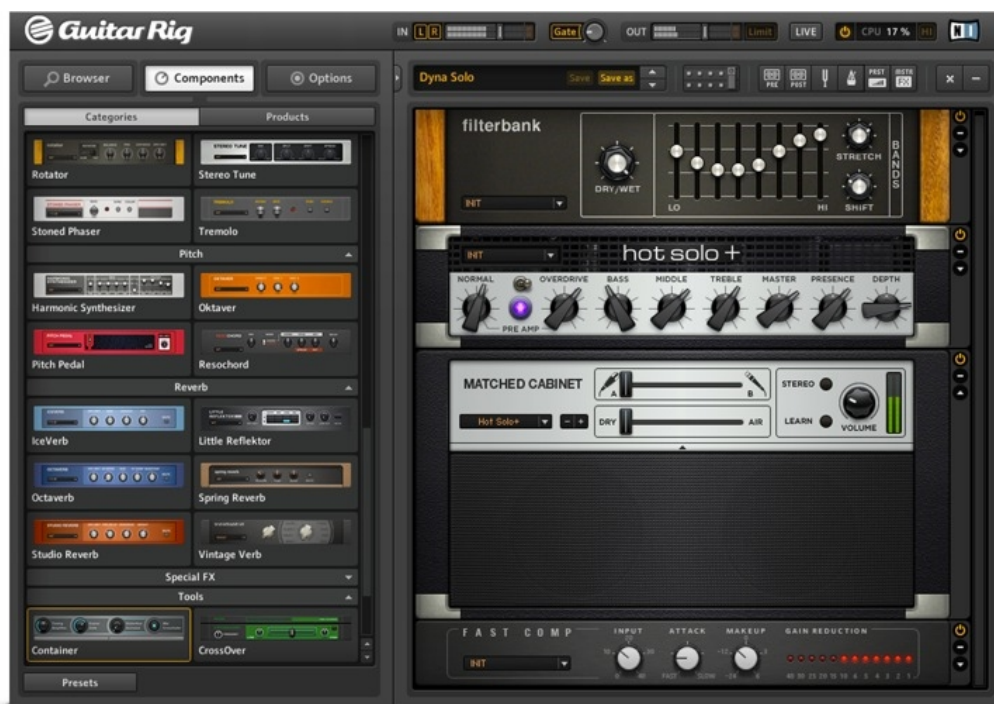 Guitar Rig
IN L R Gate OUT Limit LIVE CPU 17 % HI
Browser Components Options
Dyna Solo Save Save as PRE POST PRST INSTR FX
Categories Products
Rotator Stereo Tune
Stoned Phaser Tremolo
Pitch
Harmonic Synthesizer Oktaver
Pitch Pedal Resochord
Reverb
IceVerb Little Reflektor
Octaverb Spring Reverb
Studio Reverb Vintage Verb
Special FX
Tools
Container CrossOver
Presets
filterbank
DRY/WET
INIT
LO HI
STRETCH
SHIFT
BANDS
INIT
hot solo +
NORMAL OVERDRIVE BASS MIDDLE TREBLE MASTER PRESENCE DEPTH
PRE AMP
MATCHED CABINET
A B
STEREO
Hot Solo+ - +
DRY AIR
LEARN
VOLUME
FAST COMP
INPUT ATTACK MAKEUP GAIN REDUCTION
INIT
FAST SLOW